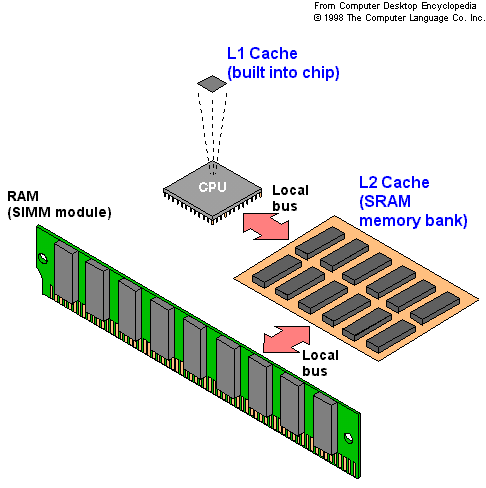 From Computer Desktop Encyclopedia
© 1998 The Computer Language Co. Inc.
L1 Cache
(built into chip)
CPU
RAM
(SIMM module)
Local
bus
L2 Cache
(SRAM
memory bank)
Local
bus